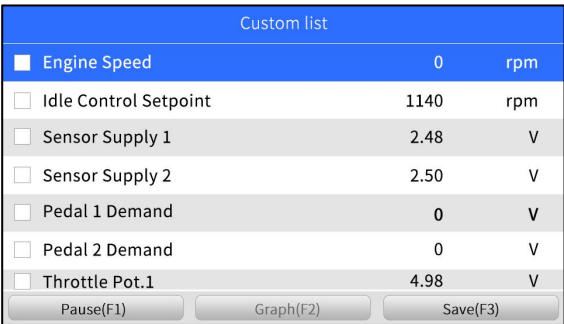 Custom list
Engine Speed 0 rpm
Idle Control Setpoint 1140 rpm
Sensor Supply 1 2.48 V
Sensor Supply 2 2.50 V
Pedal 1 Demand 0 V
Pedal 2 Demand 0 V
Throttle Pot.1 4.98 V
Pause(F1) Graph(F2) Save(F3)